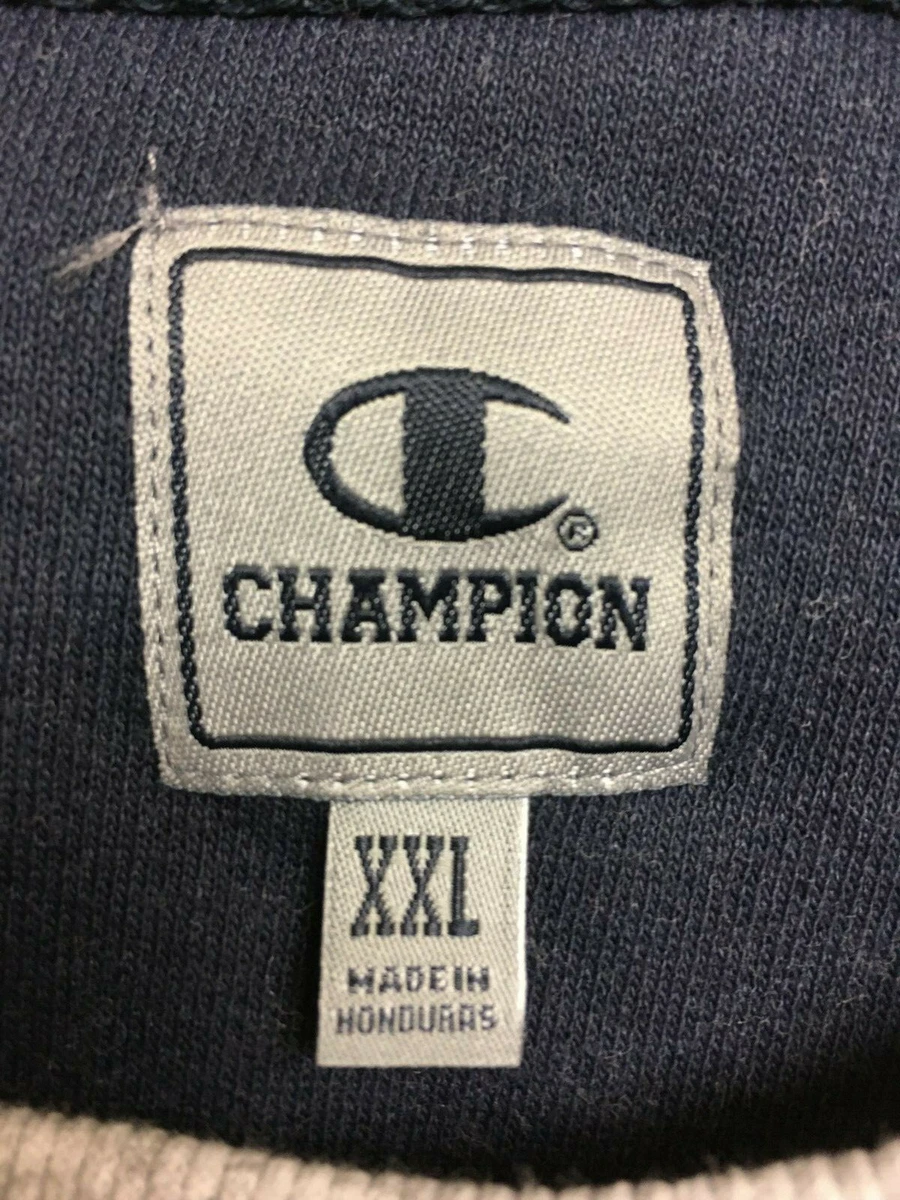 C®
CHAMPION
XXL
MADE IN
HONDURAS